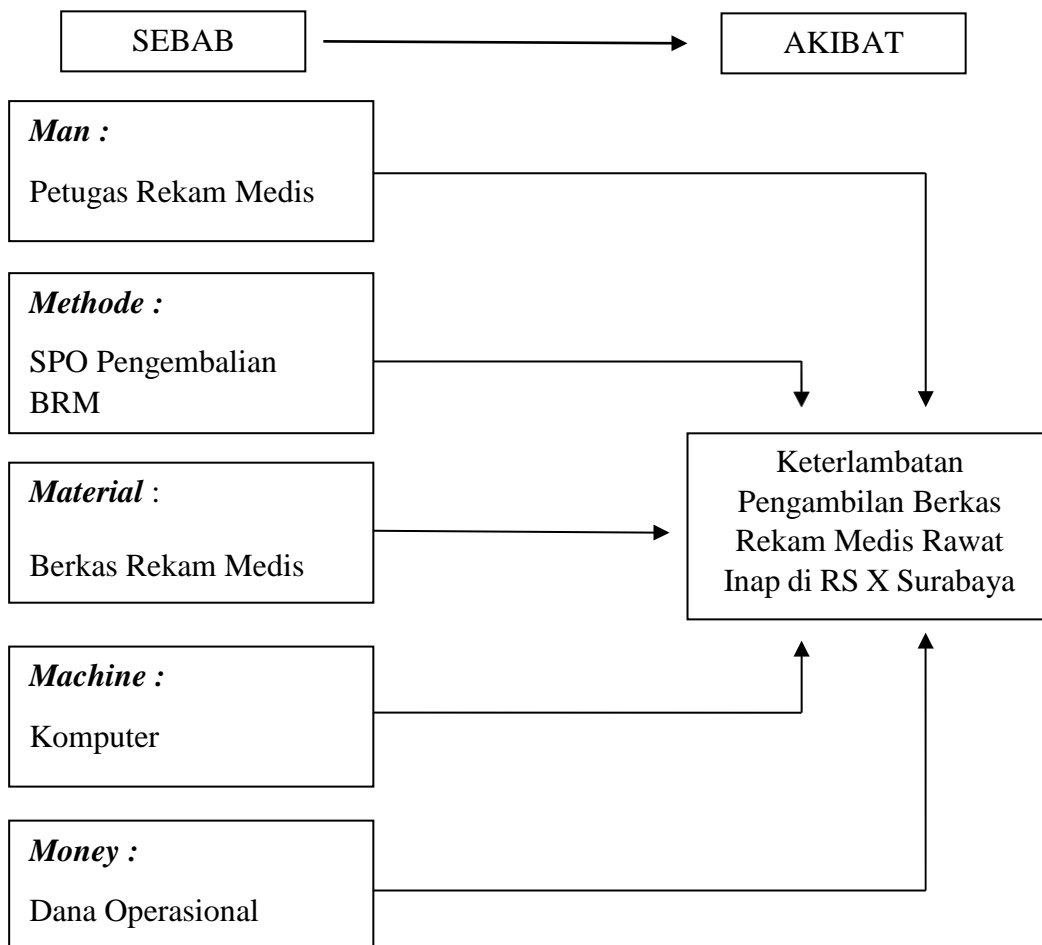 SEBAB
AKIBAT
Man :
Petugas Rekam Medis
Methode :
SPO Pengembalian
BRM
Material :
Berkas Rekam Medis
Keterlambatan
Pengambilan Berkas
Rekam Medis Rawat
Inap di RS X Surabaya
Machine :
Komputer
Money :
Dana Operasional